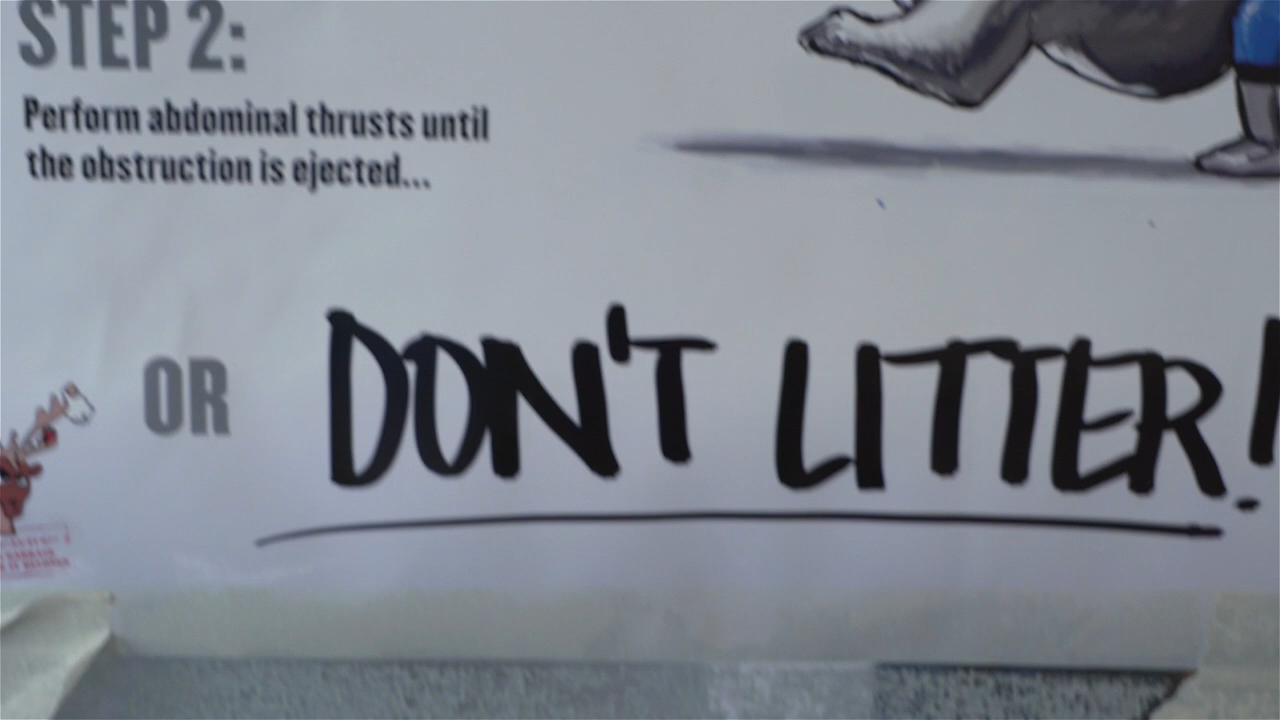 STEP 2:
Perform abdominal thrusts until
the obstruction is ejected...
OR DON'T LITTER!